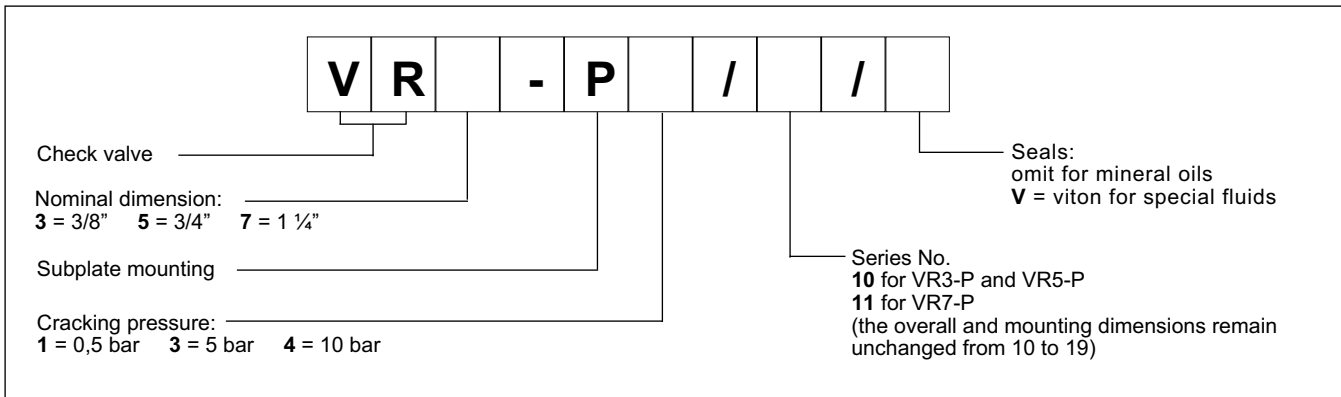 V R - P / /
Check valve
Nominal dimension:
3 = 3/8” 5 = 3/4” 7 = 1 ¼”
Subplate mounting
Cracking pressure:
1 = 0,5 bar 3 = 5 bar 4 = 10 bar
Seals:
omit for mineral oils
V = viton for special fluids
Series No.
10 for VR3-P and VR5-P
11 for VR7-P
(the overall and mounting dimensions remain
unchanged from 10 to 19)